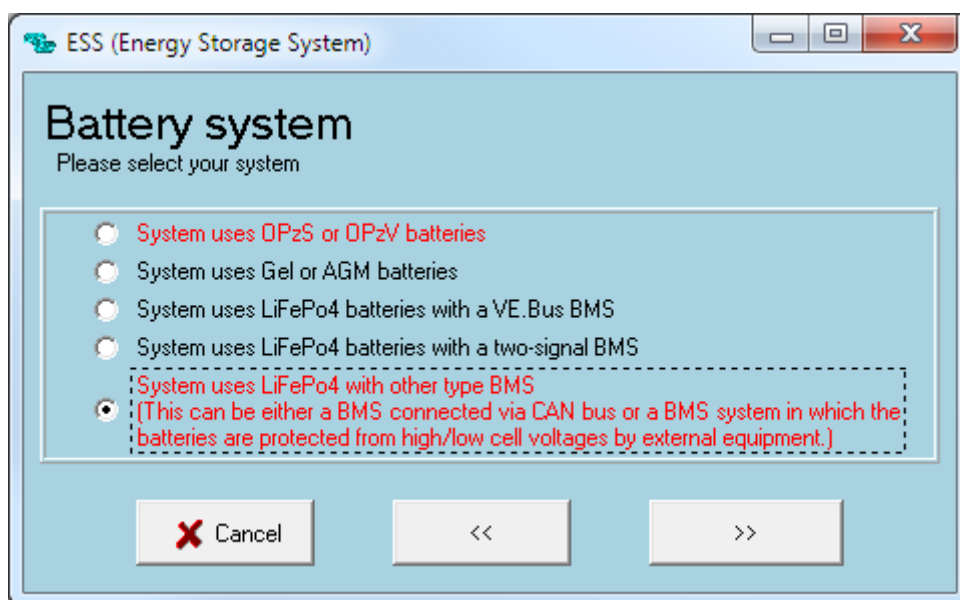 ESS (Energy Storage System)
Battery system
Please select your system
System uses OPzS or OPzV batteries
System uses Gel or AGM batteries
System uses LiFePo4 batteries with a VE.Bus BMS
System uses LiFePo4 batteries with a two-signal BMS
System uses LiFePo4 with other type BMS
(This can be either a BMS connected via CAN bus or a BMS system in which the
batteries are protected from high/low cell voltages by external equipment.)
Cancel
<<
>>